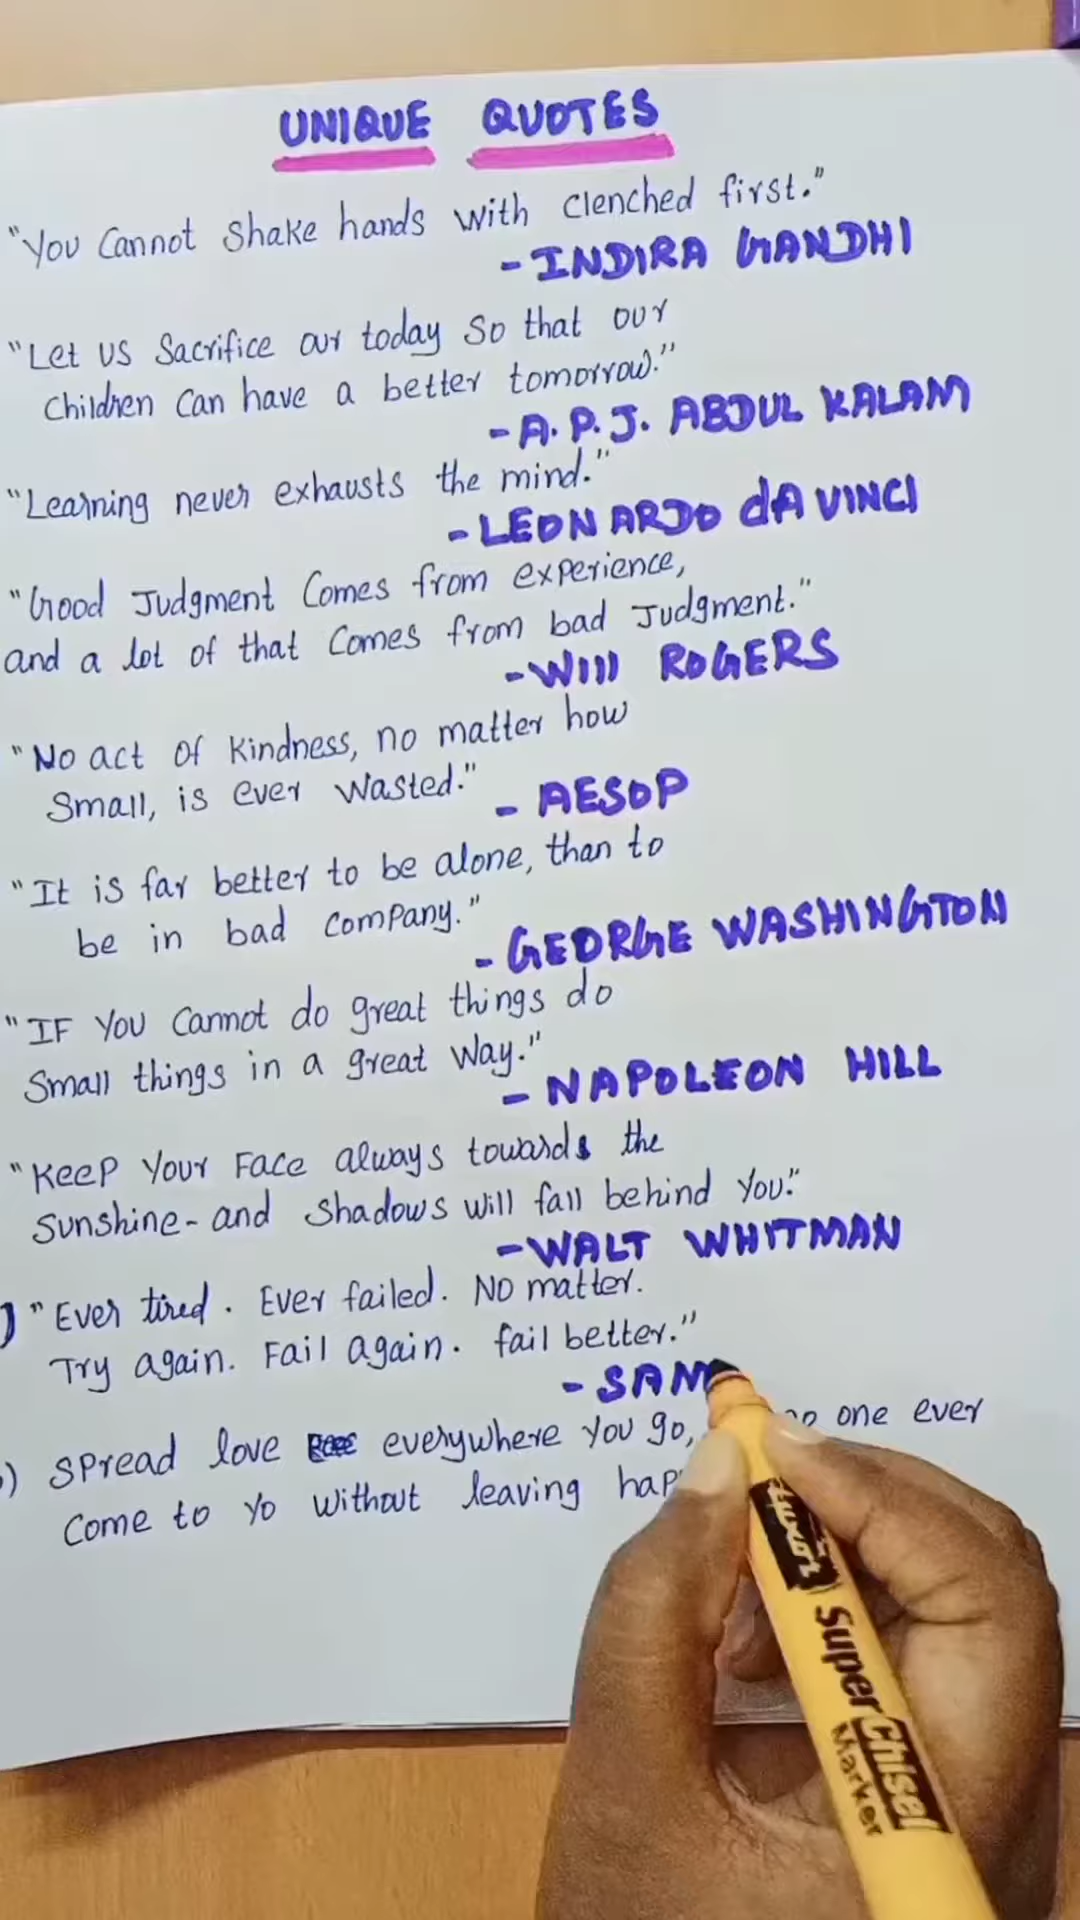 UNIQUE QUOTES
"You Cannot Shake hands with Clenched first."
- INDIRA GANDHI
"Let us Sacrifice our today So that our
Children Can have a better tomorrow."
- A. P. J. ABDUL KALAM
"Learning never exhausts the mind."
- LEONARDO dA VINCI
"Good Judgment Comes from experience,
and a lot of that Comes from bad Judgment."
- WIll ROGERS
"No act of Kindness, no matter how
Small, is ever Wasted."
- AESOP
"It is far better to be alone, than to
be in bad company."
- GEORGE WASHINGTON
"IF You Cannot do great things do
Small things in a great Way."
- NAPOLEON HILL
"Keep Your Face always towards the
Sunshine - and Shadows will fall behind You."
- WALT WHITMAN
) "Ever tired. Ever failed. No matter.
Try again. Fail again. fail better."
- SAM
) Spread love everywhere You go, one ever
Come to Yo Without leaving hap
Luxor Super Chisel Marker